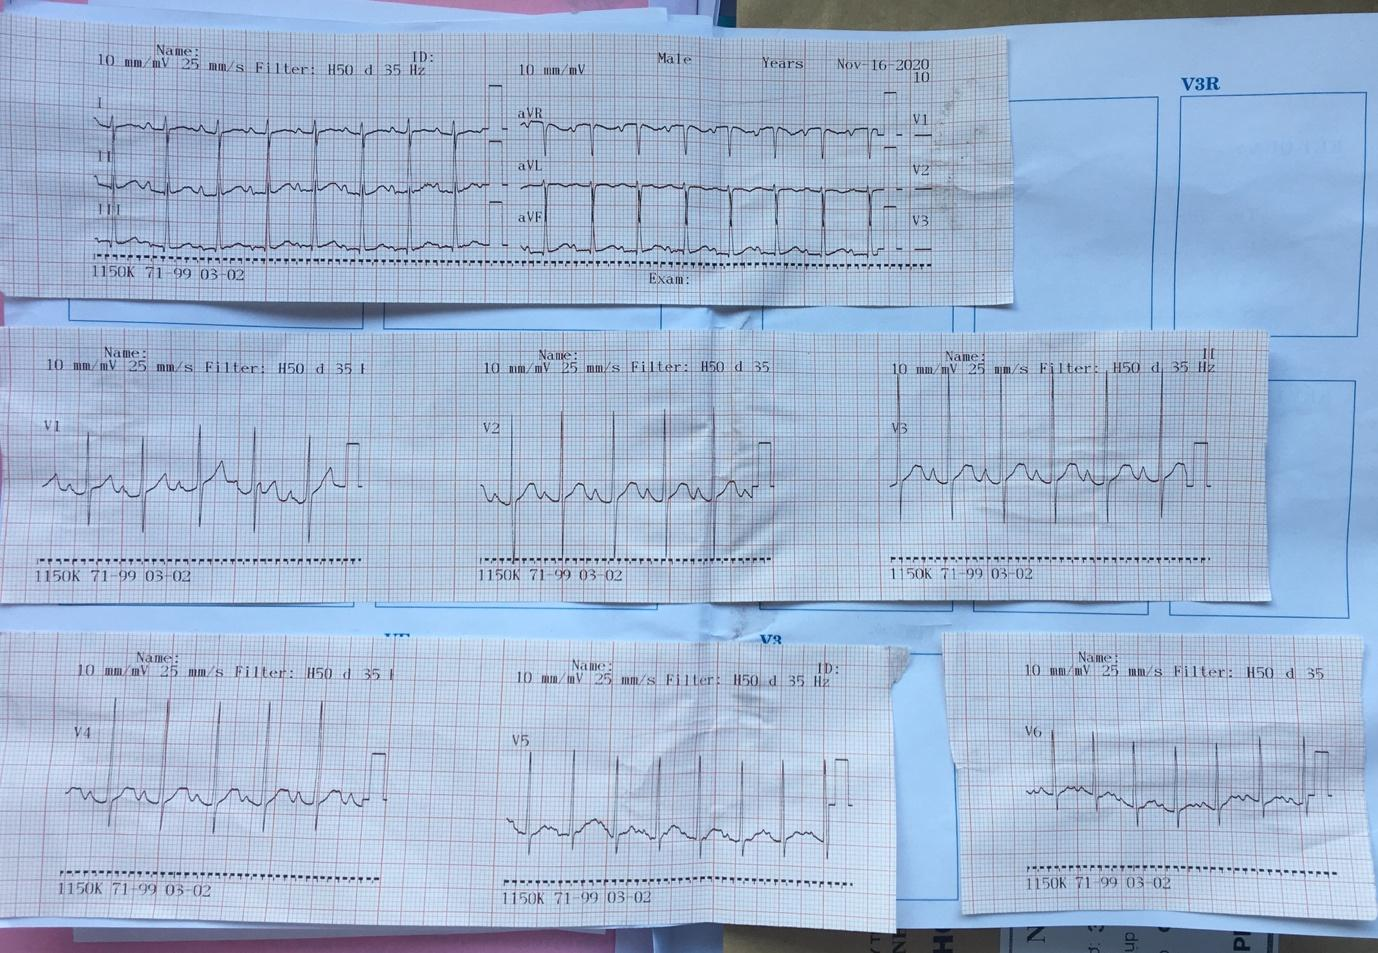 Name: ID:
10 mm/mV 25 mm/s Filter: H50 d 35 Hz 10 mm/mV Male Years Nov-16-2020
10
V3R
I
aVR
V1
II
aVL
V2
III
aVF
V3
1150K 71-99 03-02
Exam:
Name:
10 mm/mV 25 mm/s Filter: H50 d 35
V1
1150K 71-99 03-02
Name:
10 mm/mV 25 mm/s Filter: H50 d 35
V2
1150K 71-99 03-02
Name:
10 mm/mV 25 mm/s Filter: H50 d 35 Hz
V3
1150K 71-99 03-02
V3
Name:
10 mm/mV 25 mm/s Filter: H50 d 35
V4
1150K 71-99 03-02
Name: ID:
10 mm/mV 25 mm/s Filter: H50 d 35 Hz
V5
1150K 71-99 03-02
Name:
10 mm/mV 25 mm/s Filter: H50 d 35
V6
1150K 71-99 03-02